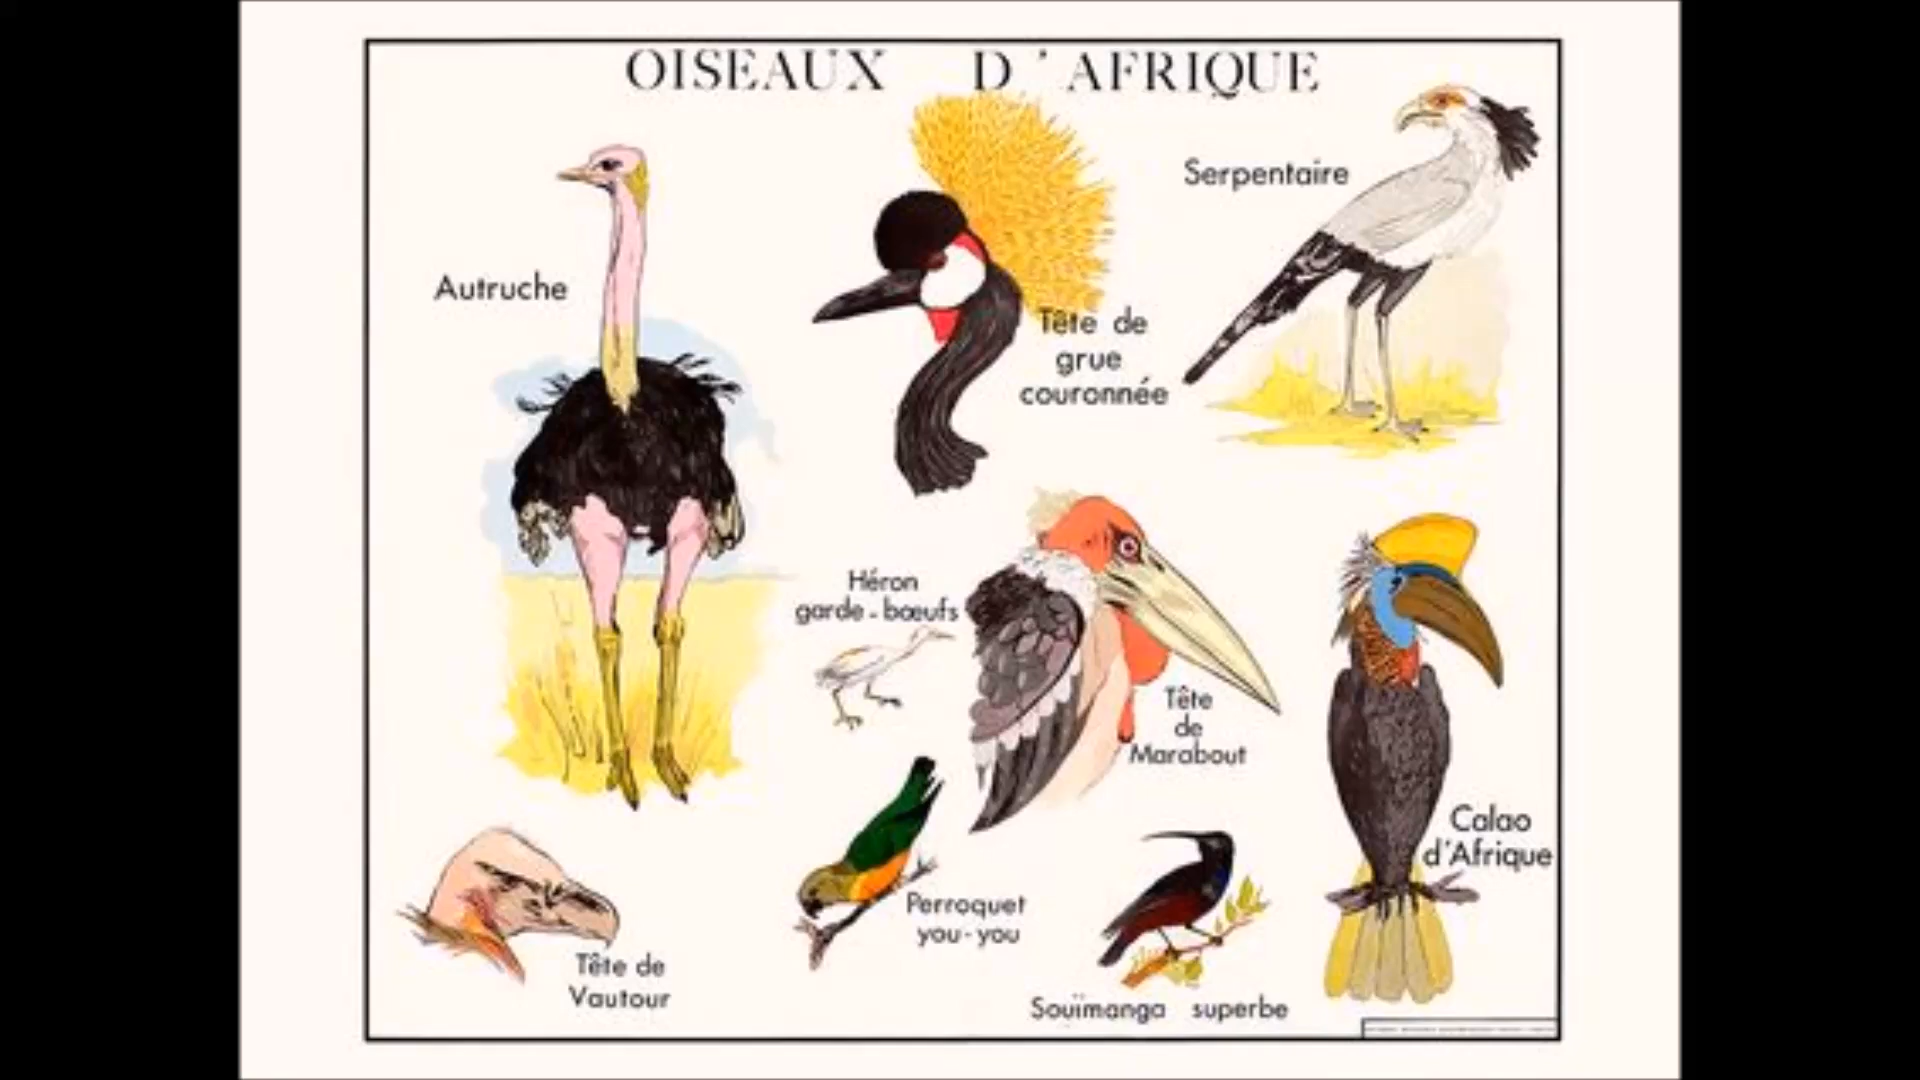 OISEAUX D'AFRIQUE
Serpentaire
Autruche
Tête de
grue
couronnée
Héron
garde-bœufs
Tête
de
Marabout
Calao
d'Afrique
Perroquet
you-you
Tête de
Vautour
Souïmanga superbe